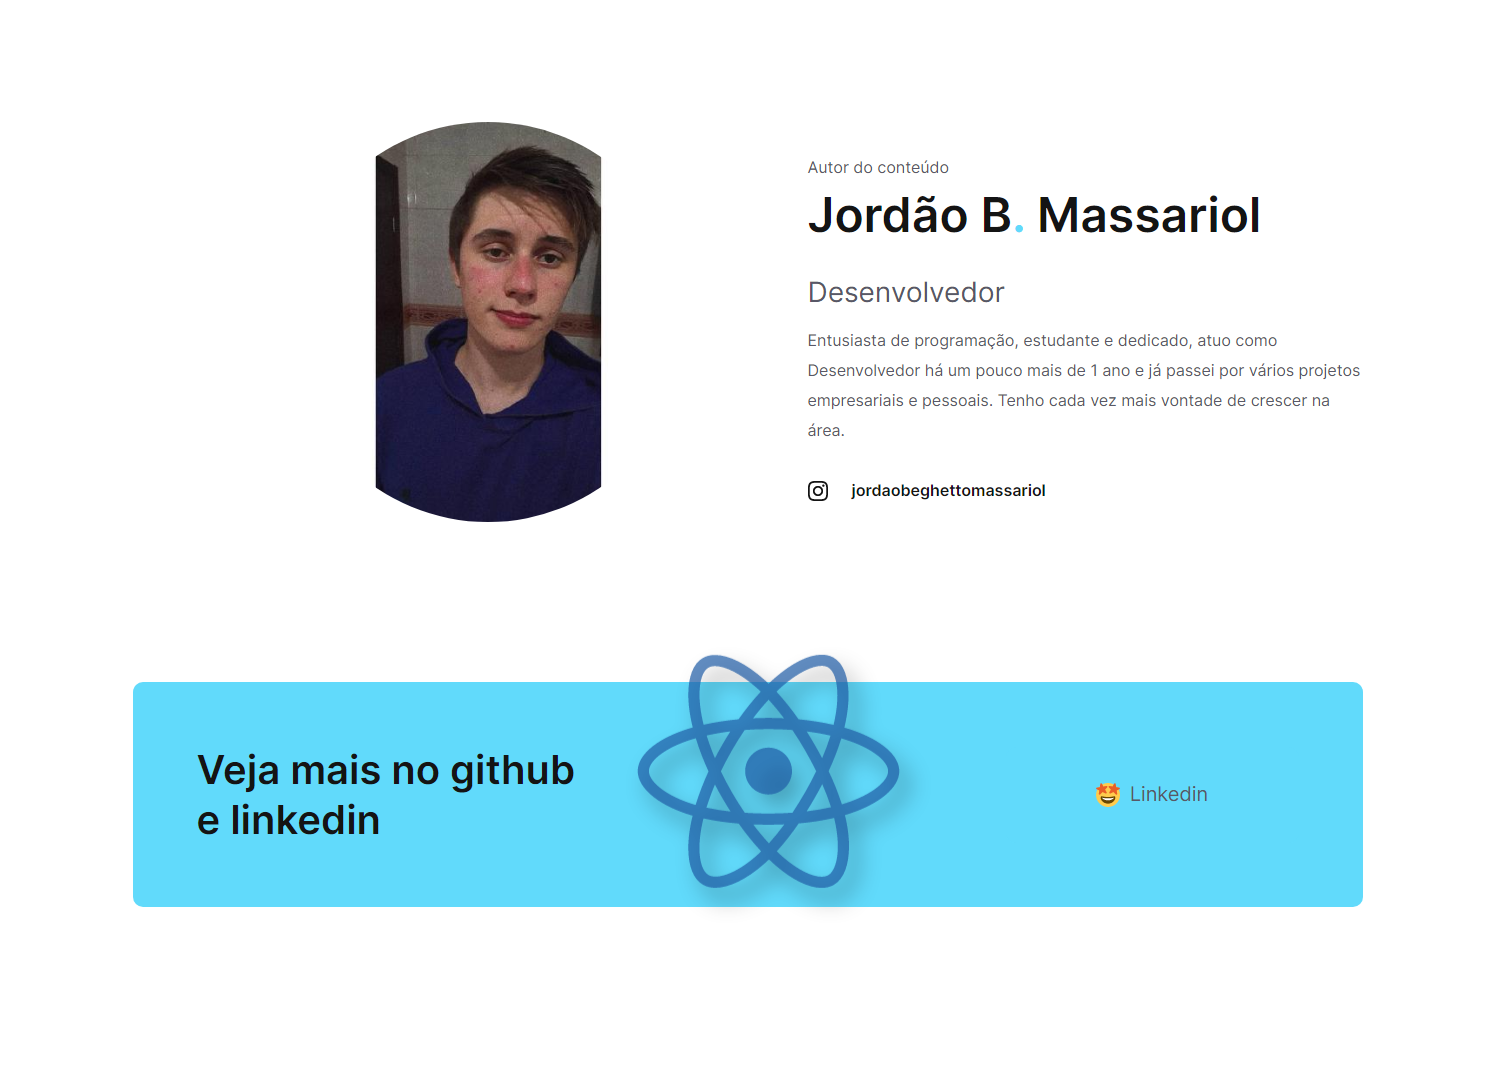 Autor do conteúdo
Jordão B. Massariol
Desenvolvedor
Entusiasta de programação, estudante e dedicado, atuo como
Desenvolvedor há um pouco mais de 1 ano e já passei por vários projetos
empresariais e pessoais. Tenho cada vez mais vontade de crescer na
área.
jordaobeghettomassariol
Veja mais no github
e linkedin
🤩 Linkedin